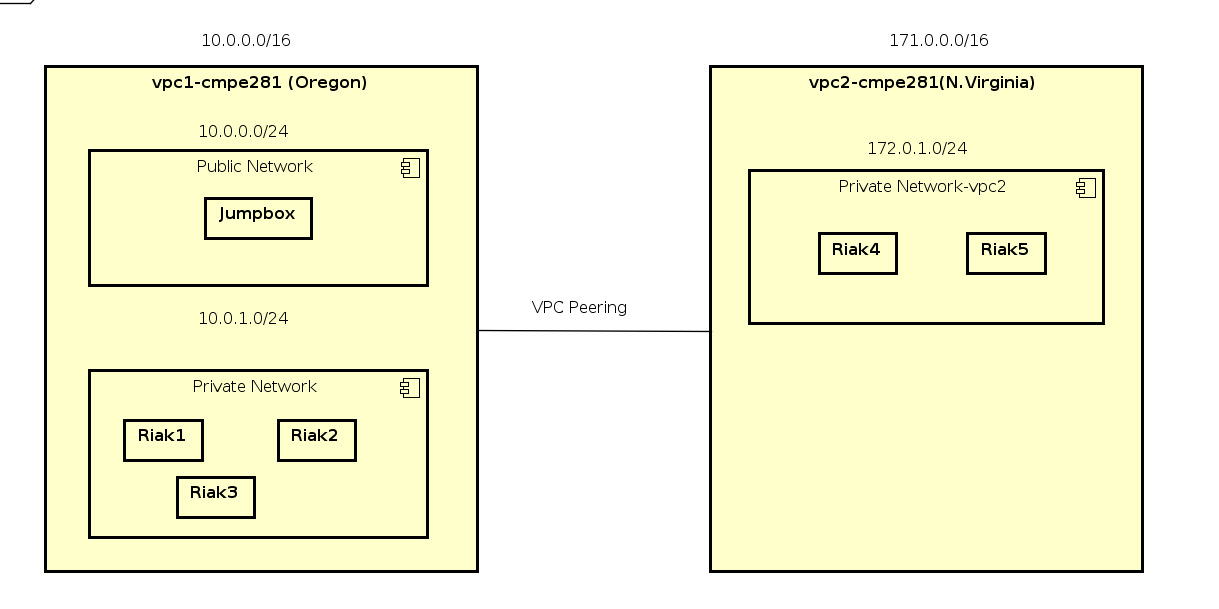 10.0.0.0/16
vpc1-cmpe281 (Oregon)
10.0.0.0/24
Public Network
Jumpbox
10.0.1.0/24
Private Network
Riak1
Riak2
Riak3
VPC Peering
171.0.0.0/16
vpc2-cmpe281(N.Virginia)
172.0.1.0/24
Private Network-vpc2
Riak4
Riak5